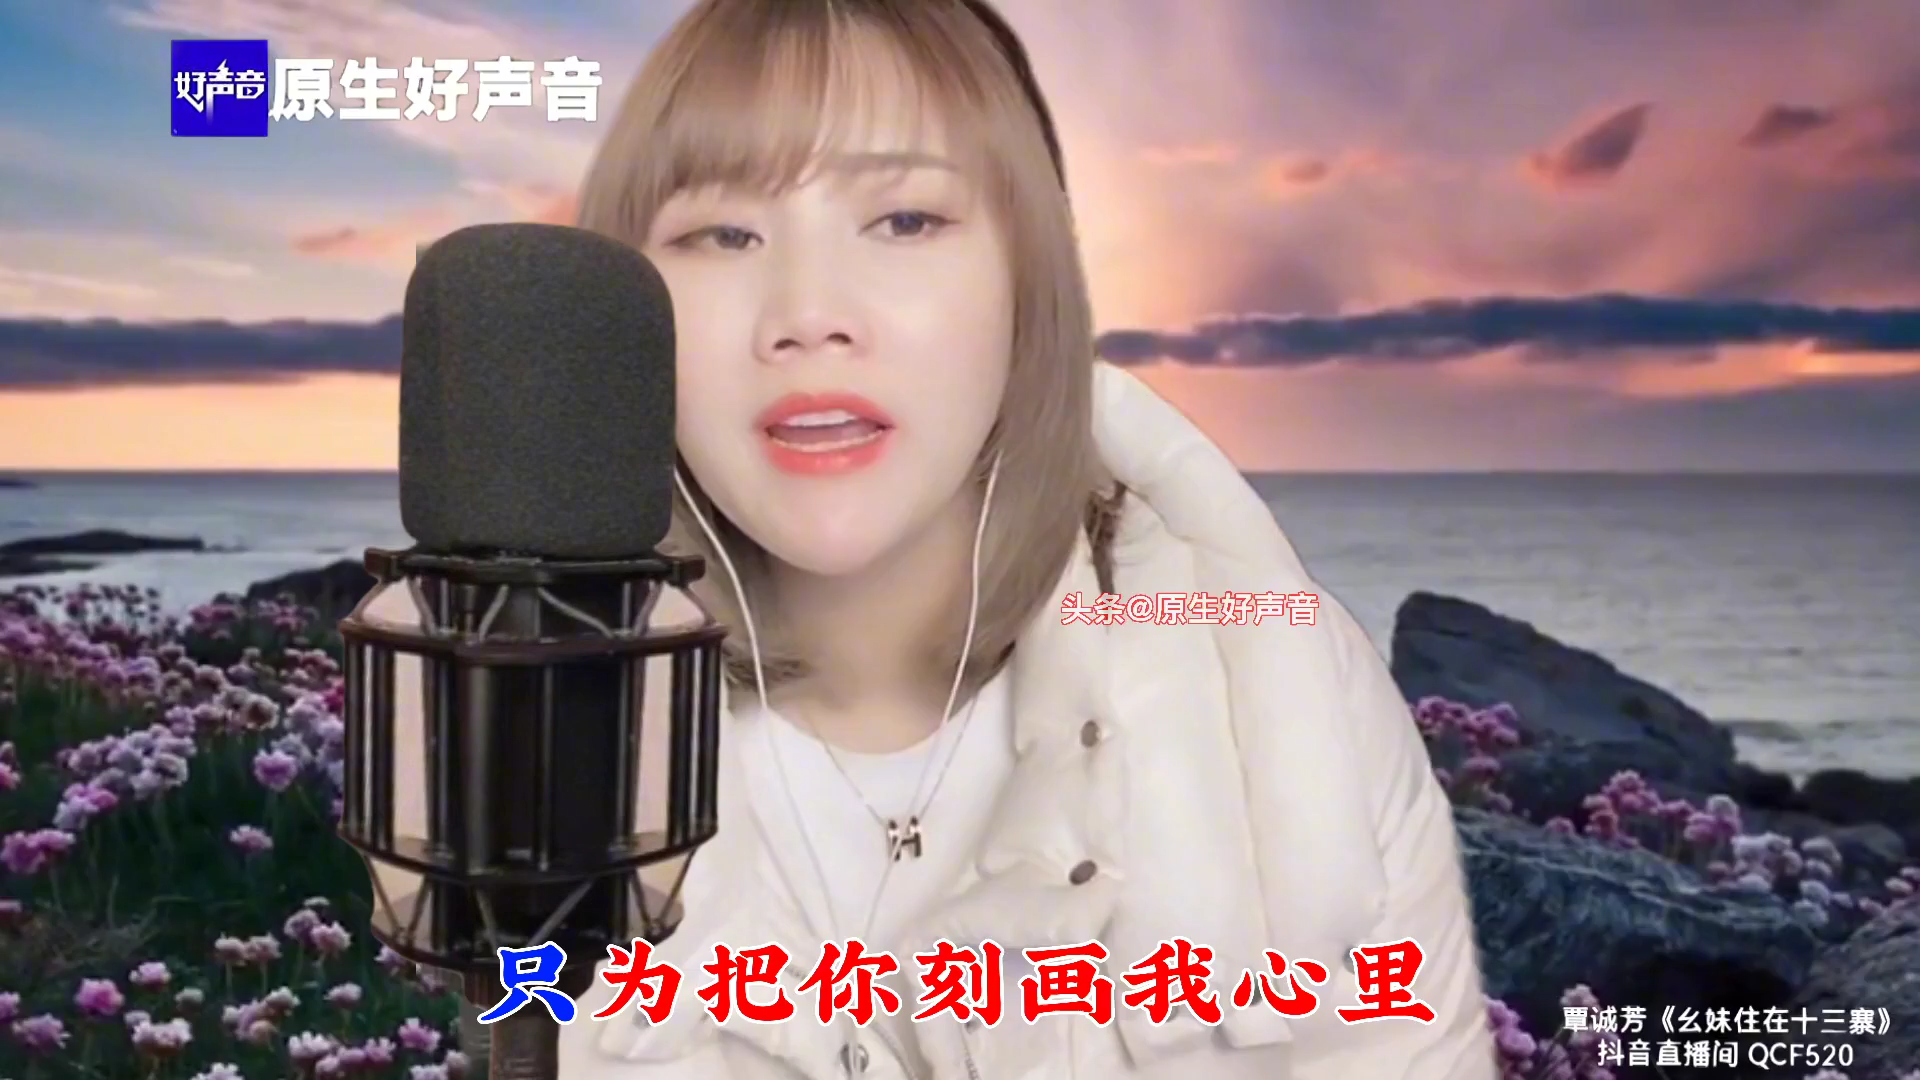 好声音 原生好声音
头条@原生好声音
只为把你刻画我心里
覃诚芳《幺妹住在十三寨》
抖音直播间 QCF520